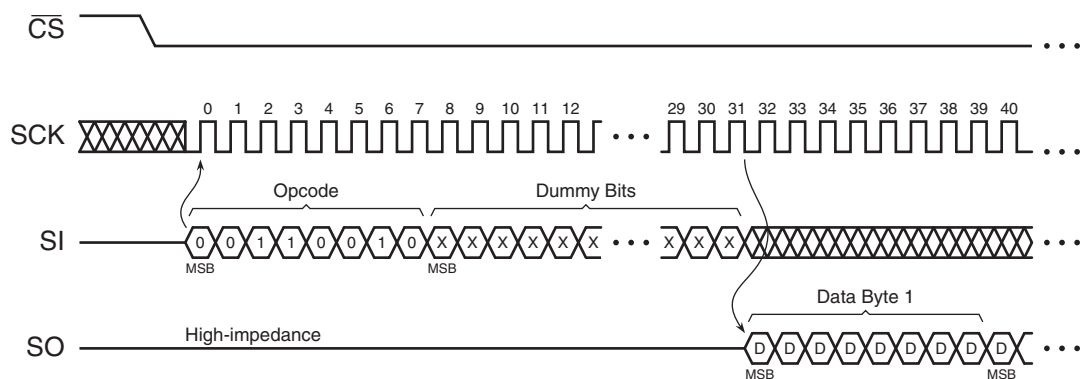 CS
0 1 2 3 4 5 6 7 8 9 10 11 12 29 30 31 32 33 34 35 36 37 38 39 40
SCK
Opcode Dummy Bits
SI 0 0 1 1 0 0 1 0 X X X X X X X X X
MSB MSB
Data Byte 1
High-impedance
SO D D D D D D D D D
MSB MSB